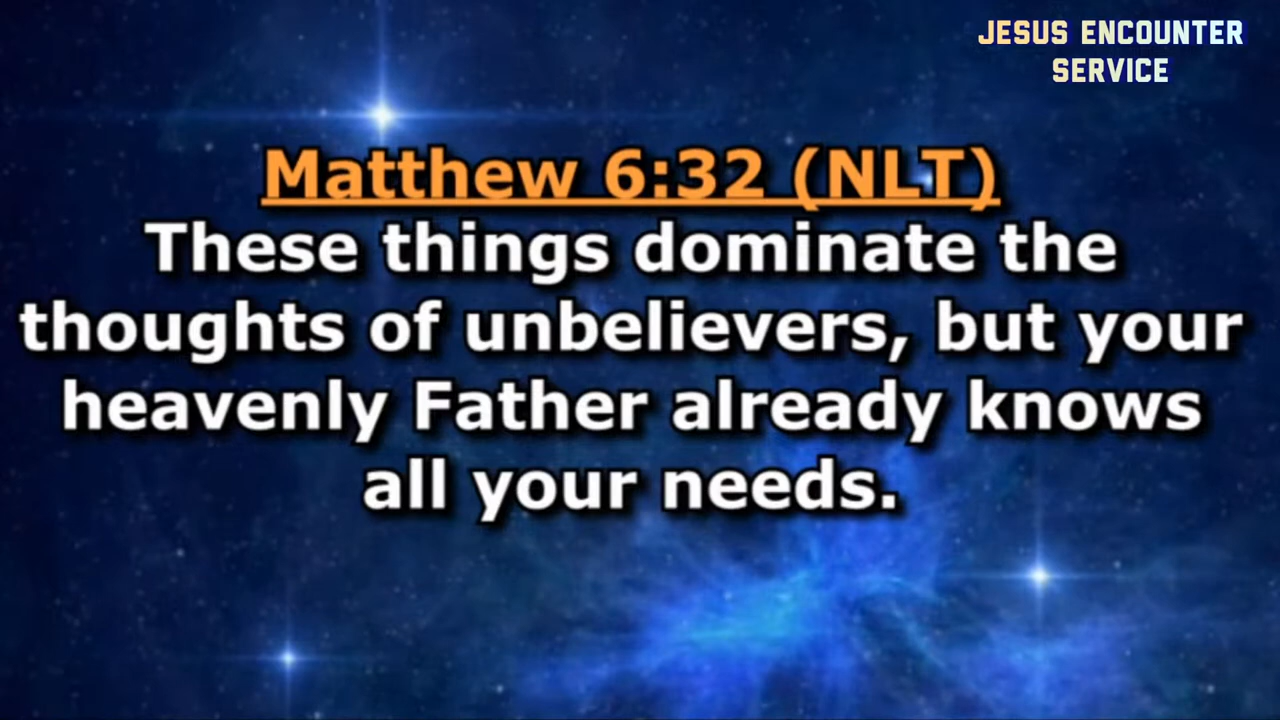 JESUS ENCOUNTER
SERVICE
Matthew 6:32 (NLT)
These things dominate the
thoughts of unbelievers, but your
heavenly Father already knows
all your needs.